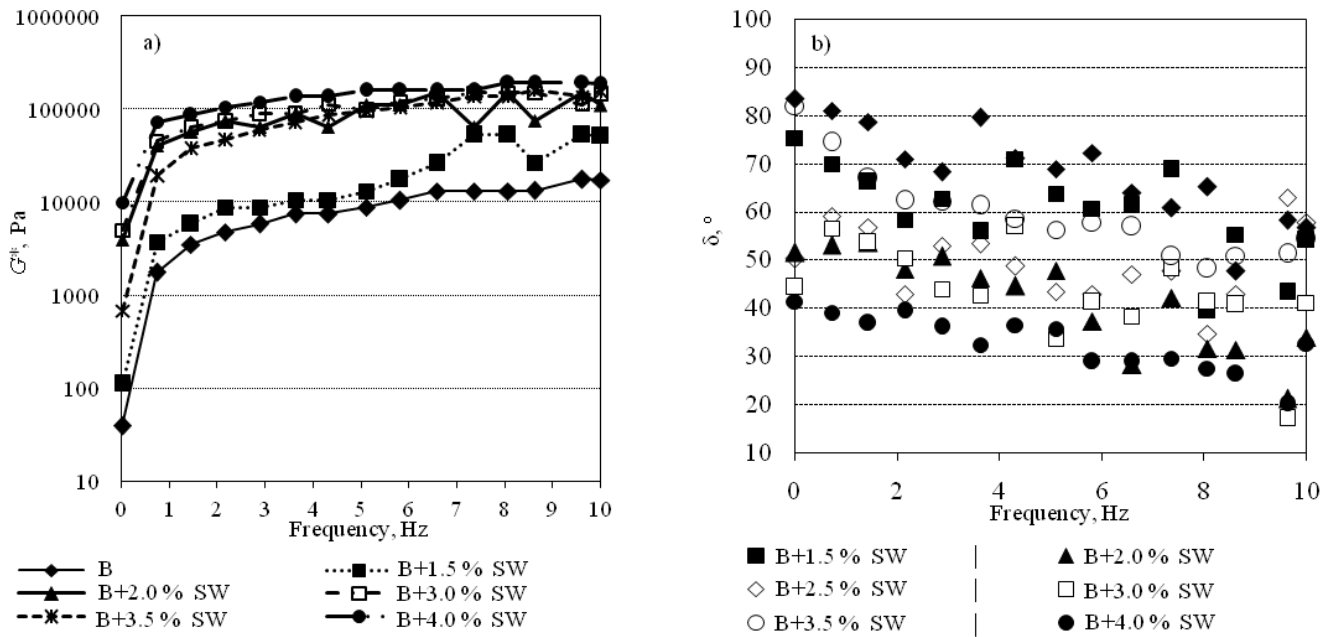 a)
1000000
100000
10000
1000
100
10
G*, Pa
0 1 2 3 4 5 6 7 8 9 10
Frequency, Hz
B
B+1.5 % SW
B+2.0 % SW
B+3.0 % SW
B+3.5 % SW
B+4.0 % SW
b)
100
90
80
70
60
50
40
30
20
10
δ, °
0 2 4 6 8 10
Frequency, Hz
B+1.5 % SW
B+2.0 % SW
B+2.5 % SW
B+3.0 % SW
B+3.5 % SW
B+4.0 % SW